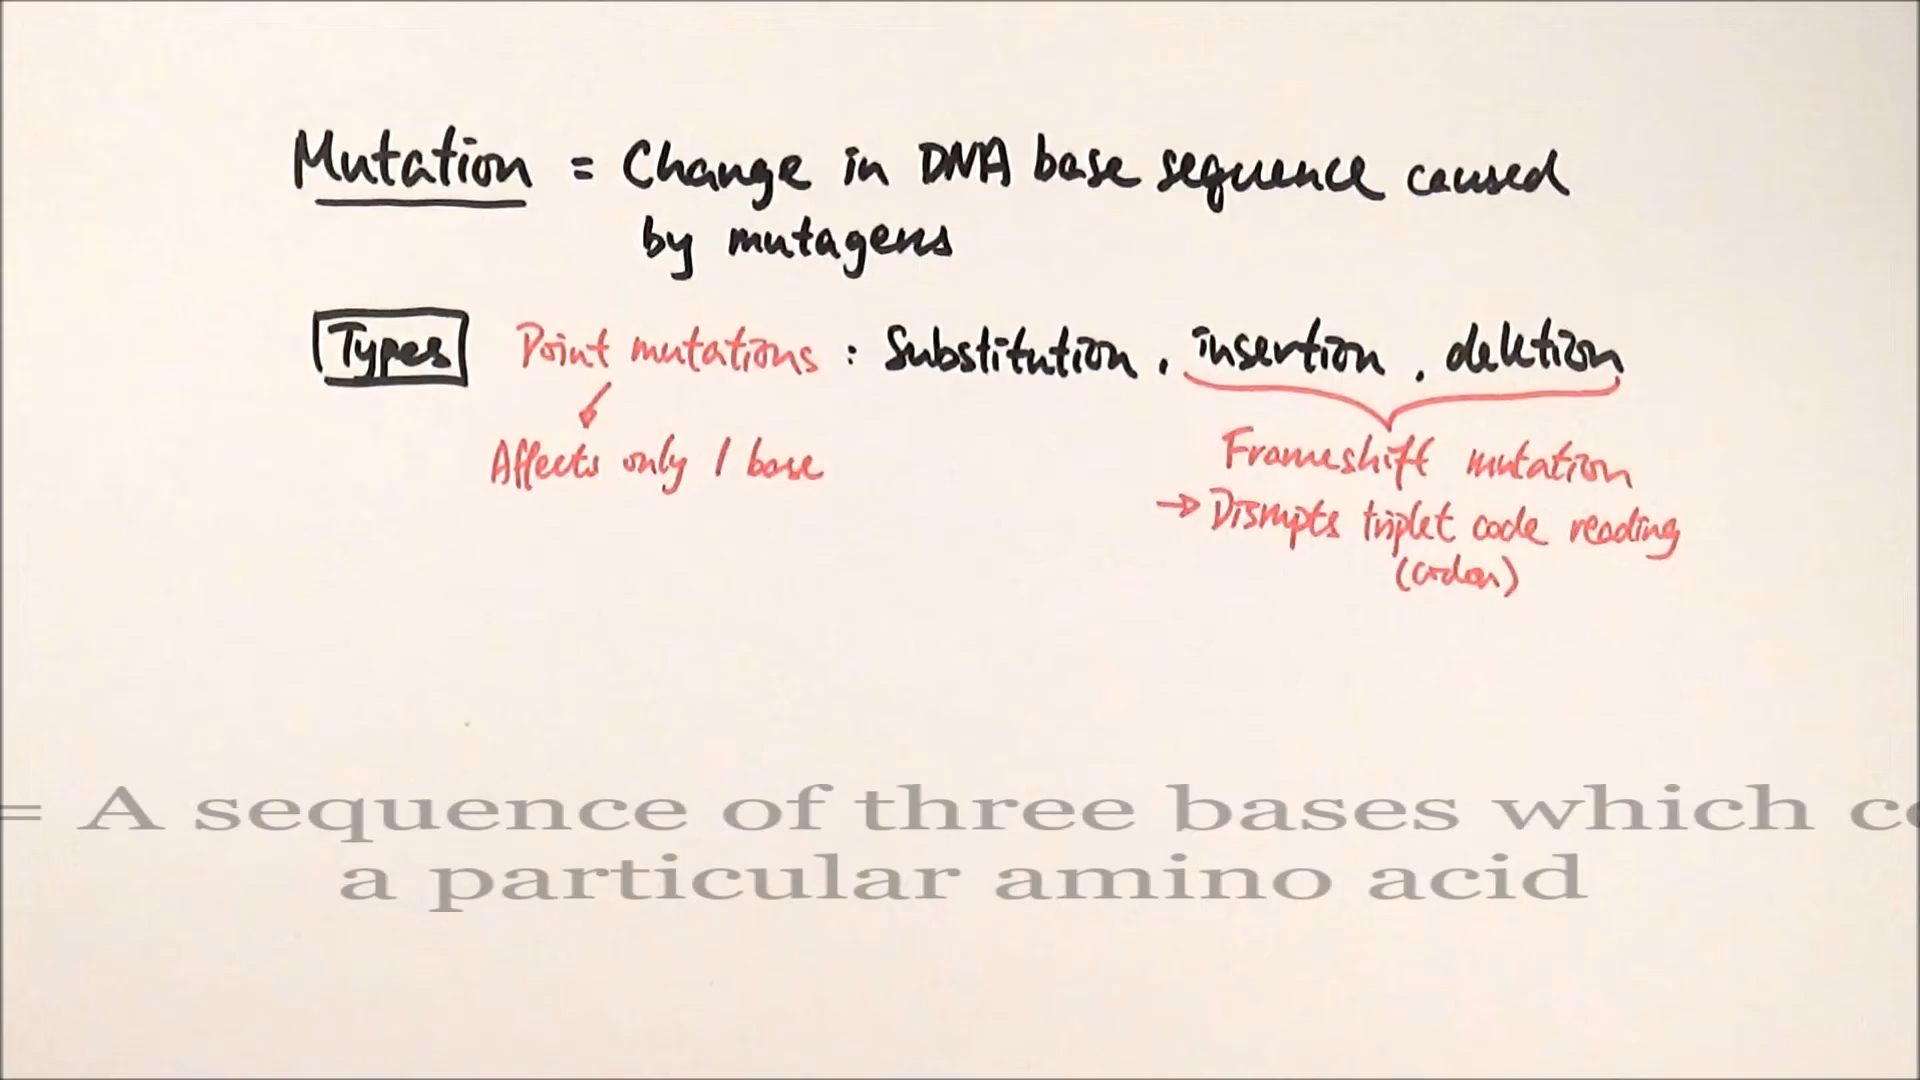 Mutation = Change in DNA base sequence caused
by mutagens
Types Point mutations : Substitution . insertion . deletion
Affects only 1 base
Frameshift mutation
→ Disrupts triplet code reading
(codon)
= A sequence of three bases which
a particular amino acid